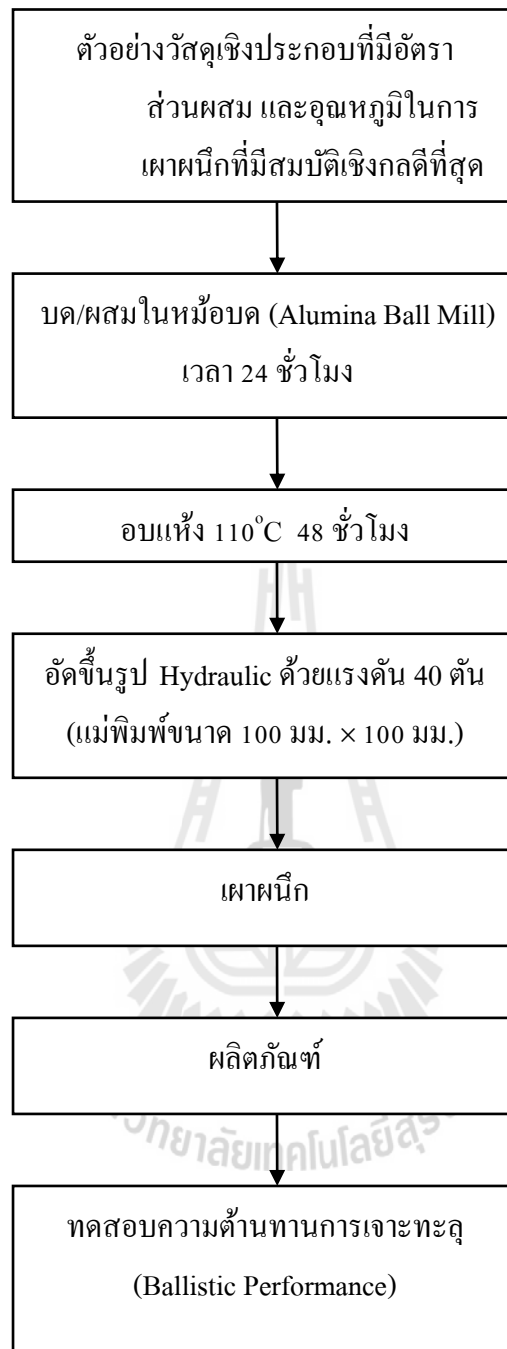 ตัวอย่างวัสดุเชิงประกอบที่มีอัตรา
ส่วนผสม และอุณหภูมิในการ
เผาผนึกที่มีสมบัติเชิงกลดีที่สุด
บด/ผสมในหม้อบด (Alumina Ball Mill)
เวลา 24 ชั่วโมง
อบแห้ง 110°C 48 ชั่วโมง
อัดขึ้นรูป Hydraulic ด้วยแรงดัน 40 ตัน
(แม่พิมพ์ขนาด 100 มม. × 100 มม.)
เผาผนึก
ผลิตภัณฑ์
ทดสอบความต้านทานการเจาะทะลุ
(Ballistic Performance)